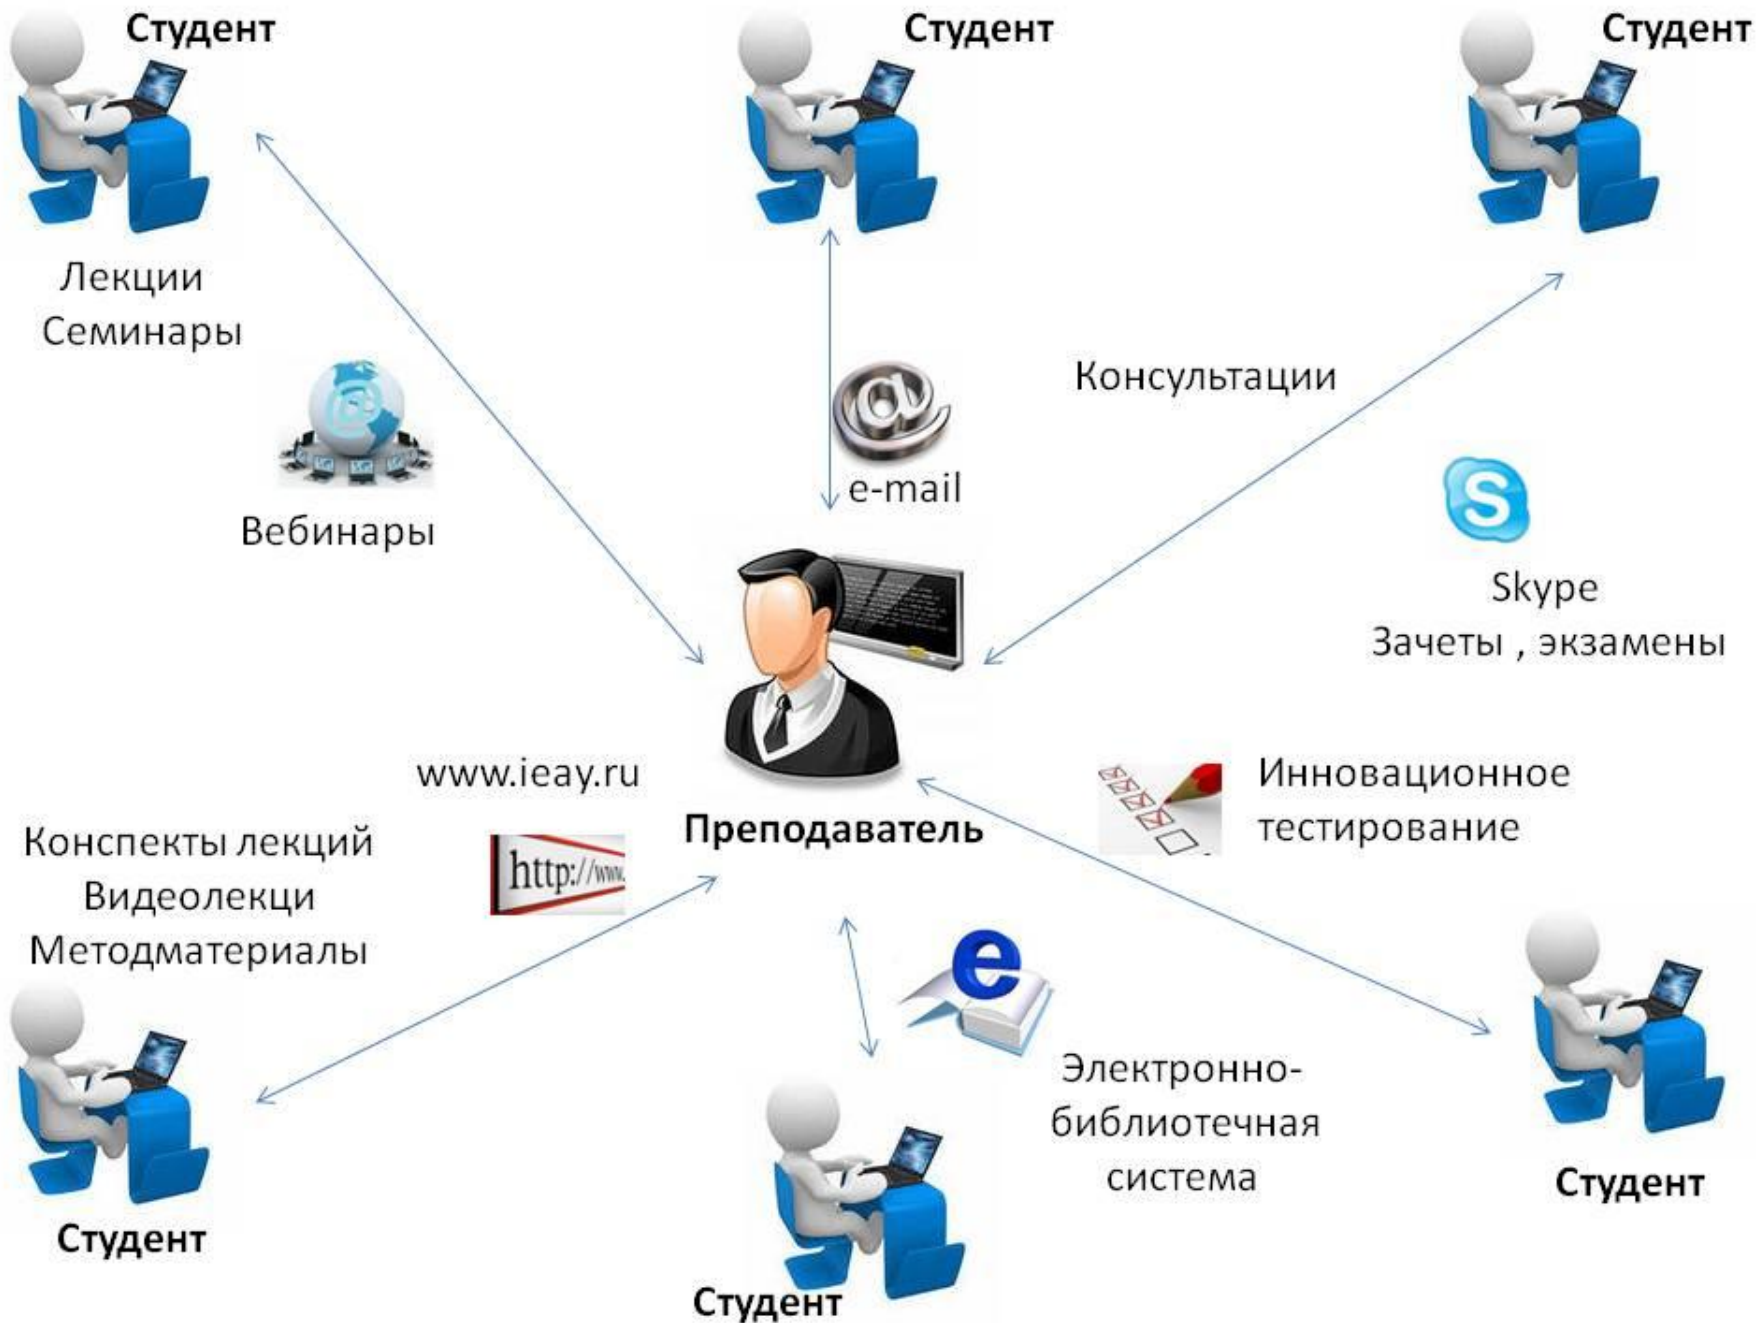 Студент
Студент
Студент
Лекции
Семинары
Консультации
e-mail
Вебинары
S
Skype
Зачеты , экзамены
www.ieay.ru
Инновационное
тестирование
Преподаватель
Конспекты лекций
Видеолекци
Методматериалы
http://www.
e
Электронно-
библиотечная
система
Студент
Студент
Студент